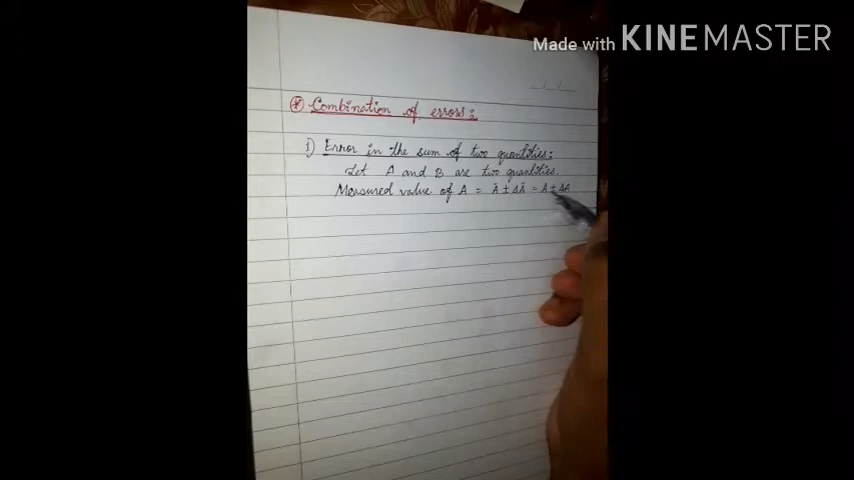 Made with KINEMASTER
* Combination of errors:
1) Error in the sum of two quantities:
Let A and B are two quantities.
Measured value of A = Ā ± ΔĀ = A ± ΔA